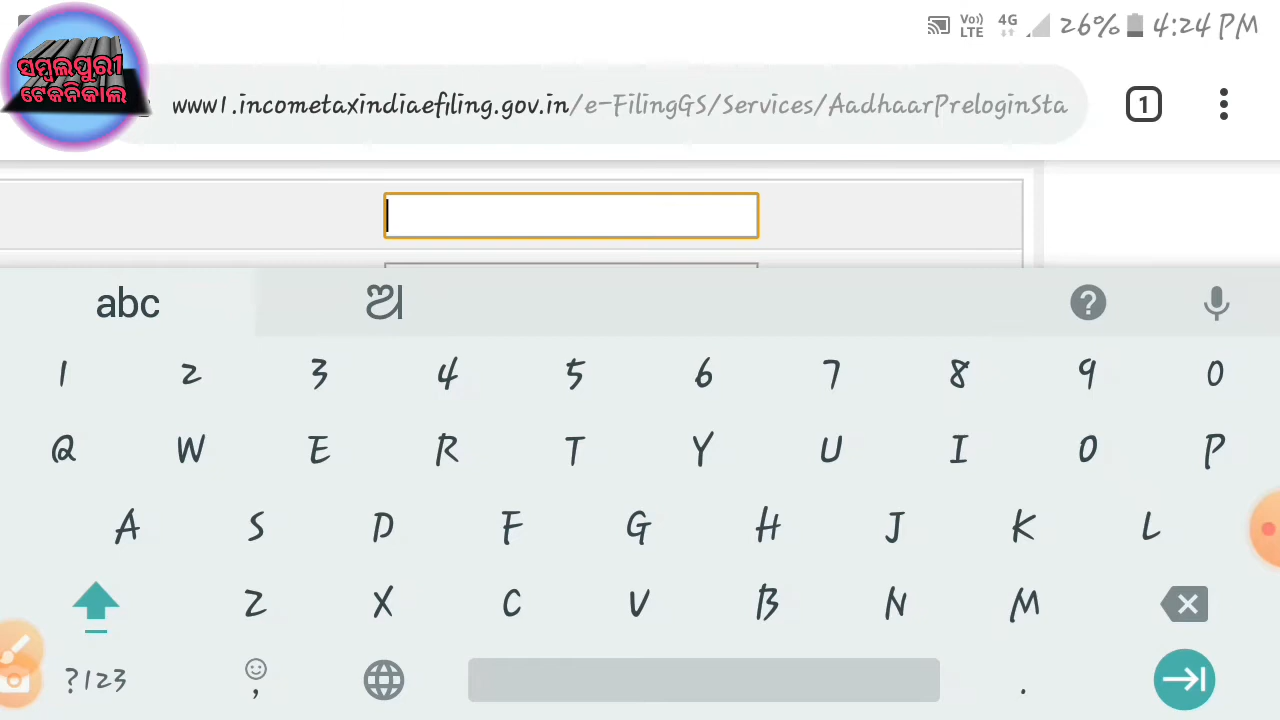 ସମ୍ବଲପୁରୀ
ଟେକନିକାଲ
Vo)) LTE 4G 26% 4:24 PM
www1.incometaxindiaefiling.gov.in/e-FilingGS/Services/AadhaarPreloginSta
1
abc ଅ ?
1 2 3 4 5 6 7 8 9 0
Q W E R T Y U I O P
A S D F G H J K L
Z X C V B N M
?123 , .